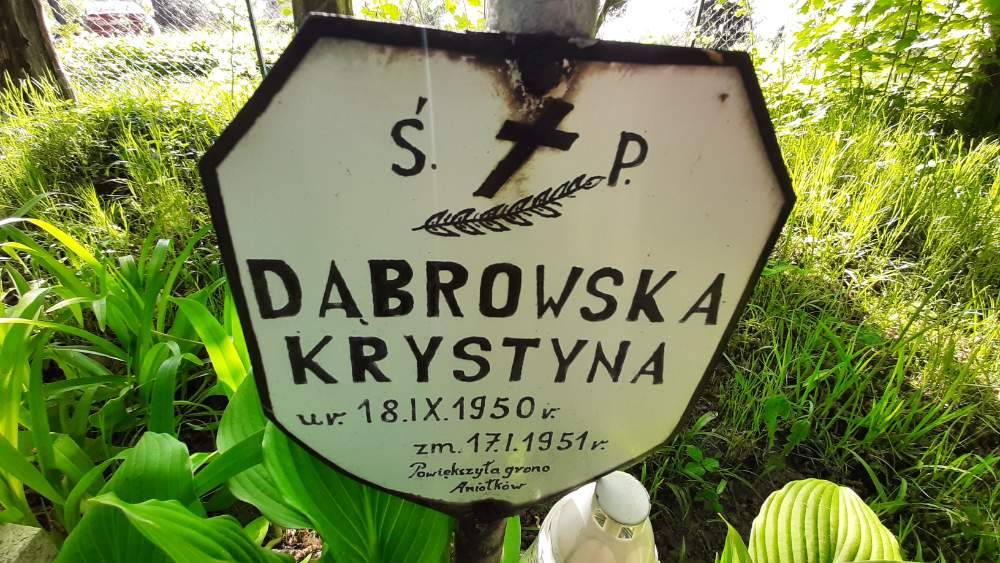 Ś. P.
DĄBROWSKA
KRYSTYNA
ur. 18.IX.1950 r.
zm. 17.I.1951 r.
Powiększyła grono
Aniołków